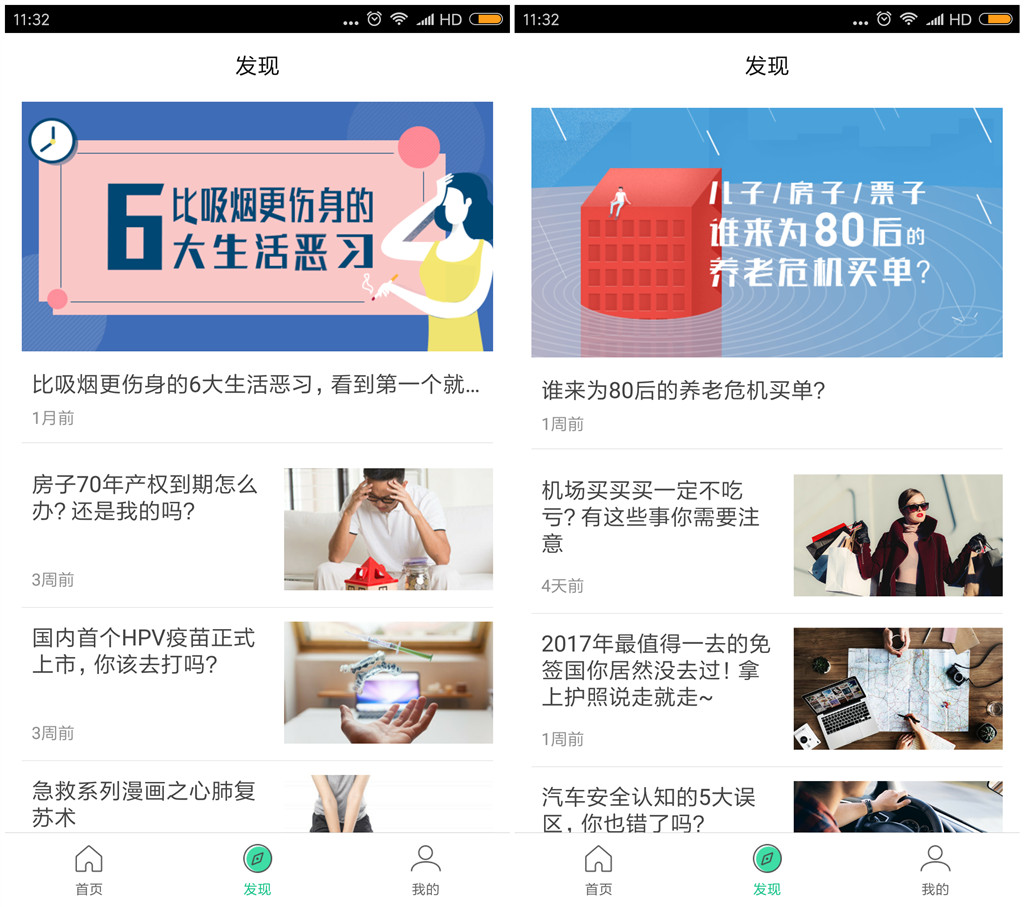 11:32
... HD
发现
6 比吸烟更伤身的
大生活恶习
比吸烟更伤身的6大生活恶习，看到第一个就...
1月前
房子70年产权到期怎么
办？还是我的吗？
3周前
国内首个HPV疫苗正式
上市，你该去打吗？
3周前
急救系列漫画之心肺复
苏术
首页
发现
我的
11:32
... HD
发现
儿子/房子/票子
谁来为80后的
养老危机买单？
谁来为80后的养老危机买单？
1周前
机场买买买一定不吃
亏？有这些事你需要注
意
4天前
2017年最值得一去的免
签国你居然没去过！拿
上护照说走就走~
1周前
汽车安全认知的5大误
区，你也错了吗？
首页
发现
我的